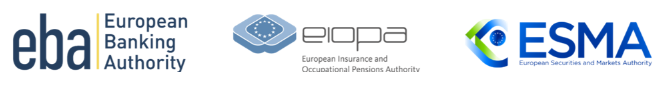 eba European
Banking
Authority
eiopa
European Insurance and
Occupational Pensions Authority
ESMA
European Securities and Markets Authority